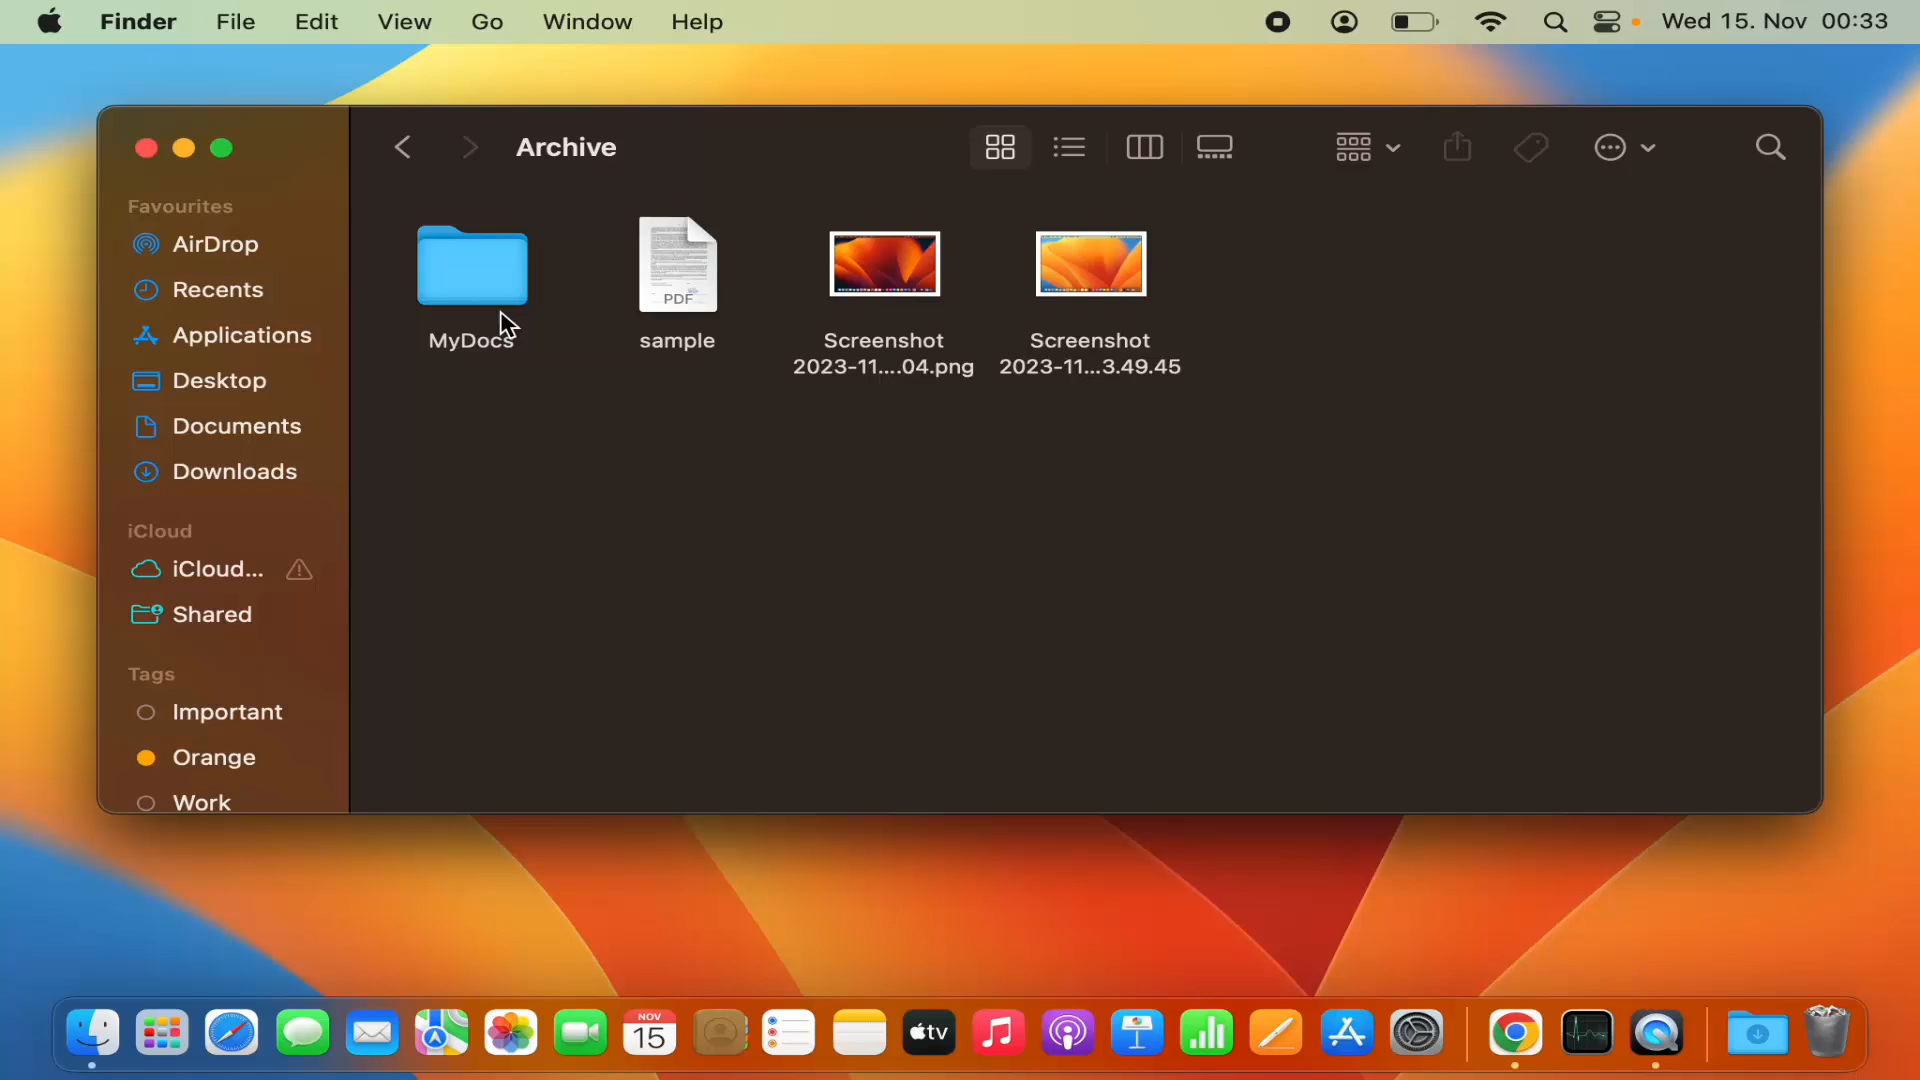 Finder File Edit View Go Window Help Wed 15. Nov 00:33
Archive
Favourites
AirDrop
Recents
Applications
Desktop
Documents
Downloads
iCloud
iCloud...
Shared
Tags
Important
Orange
Work
PDF
MyDocs
sample
Screenshot
2023-11....04.png
Screenshot
2023-11...3.49.45
NOV
15
tv